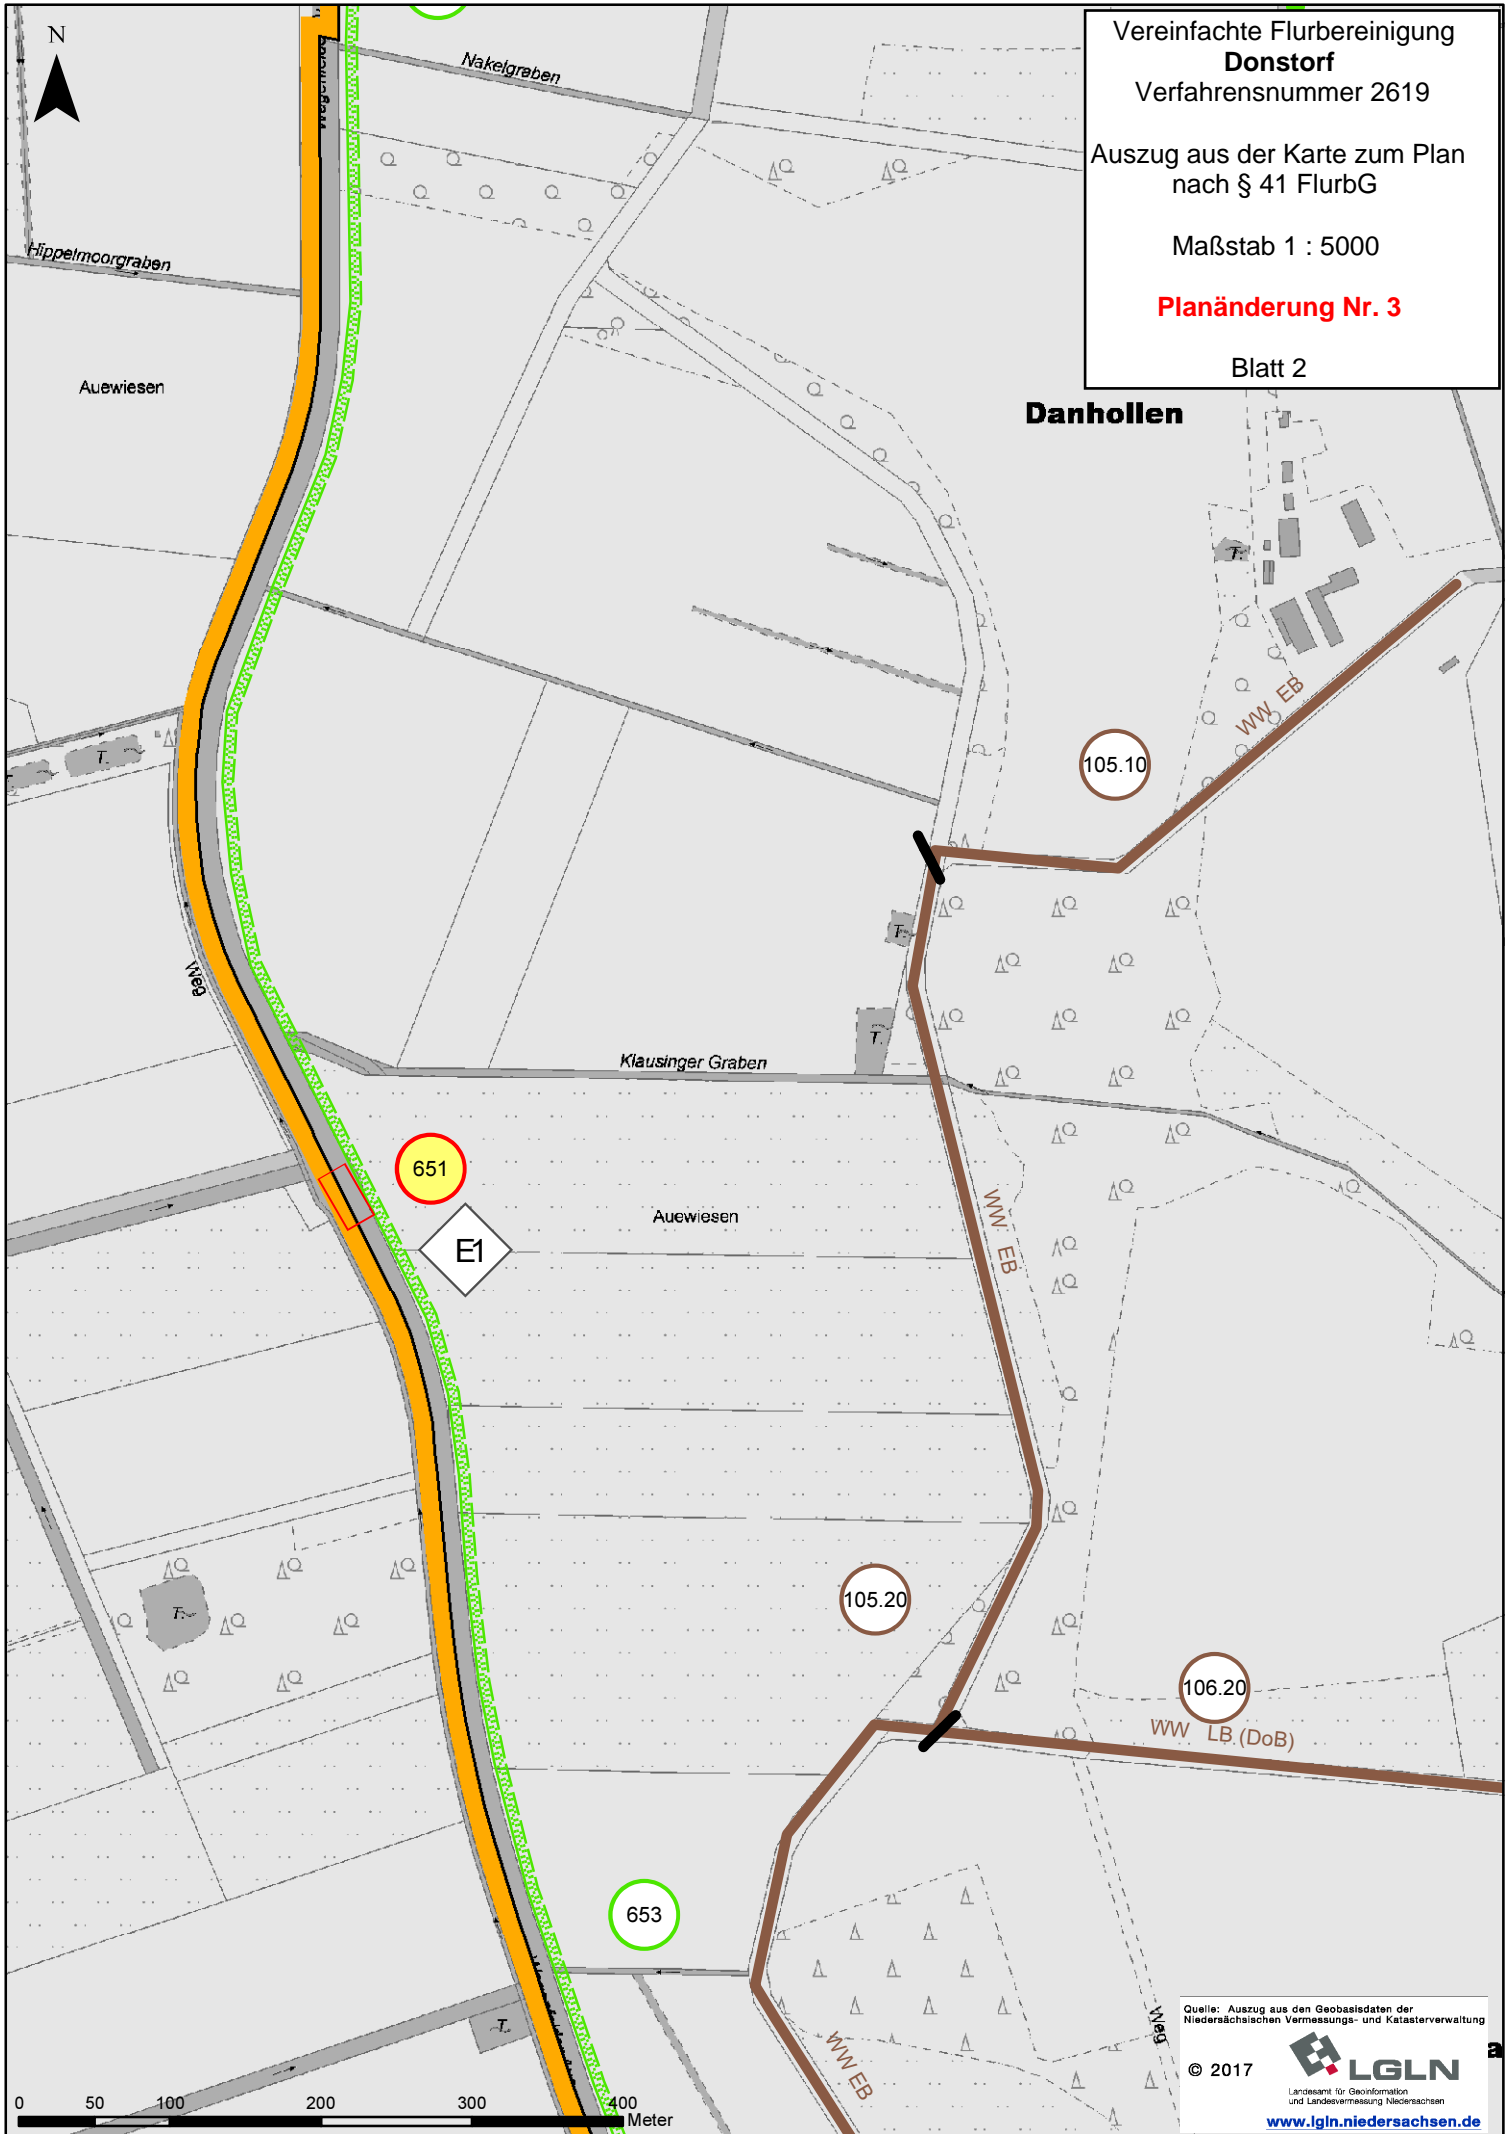 N
Vereinfachte Flurbereinigung
Donstorf
Verfahrensnummer 2619
Auszug aus der Karte zum Plan
nach § 41 FlurbG
Maßstab 1 : 5000
Planänderung Nr. 3
Blatt 2
Nakelgraben
Hippelmoorgraben
Auewiesen
Danhollen
T.
WW EB
T.
105.10
T.
Weg
T.
Klausinger Graben
651
Auewiesen
E1
WW EB
T.
105.20
106.20
WW LB (DoB)
653
T.
WW EB
Weg
Quelle: Auszug aus den Geobasisdaten der
Niedersächsischen Vermessungs- und Katasterverwaltung
© 2017
LGLN
Landesamt für Geoinformation
und Landesvermessung Niedersachsen
www.lgln.niedersachsen.de
a
0 50 100 200 300 400
Meter